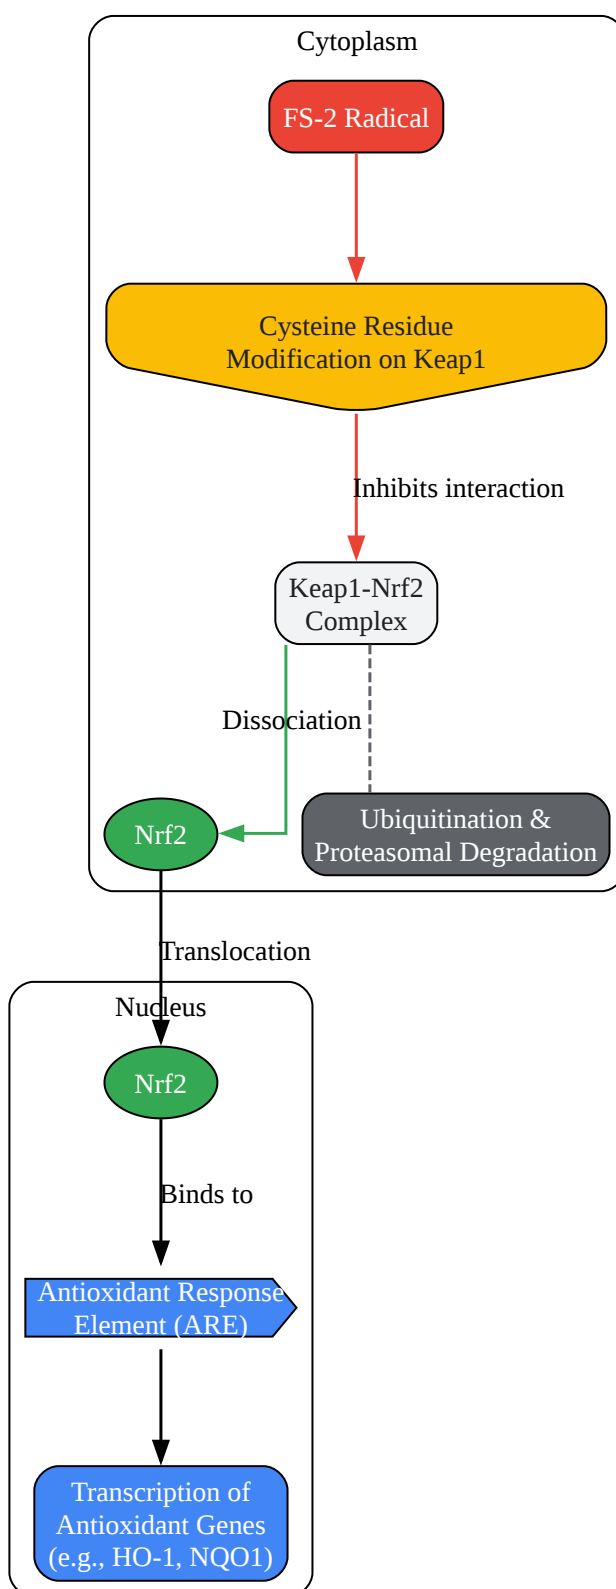 Cytoplasm
FS-2 Radical
Cysteine Residue
Modification on Keap1
Inhibits interaction
Keap1-Nrf2
Complex
Dissociation
Nrf2
Ubiquitination &
Proteasomal Degradation
Translocation
Nucleus
Nrf2
Binds to
Antioxidant Response
Element (ARE)
Transcription of
Antioxidant Genes
(e.g., HO-1, NQO1)